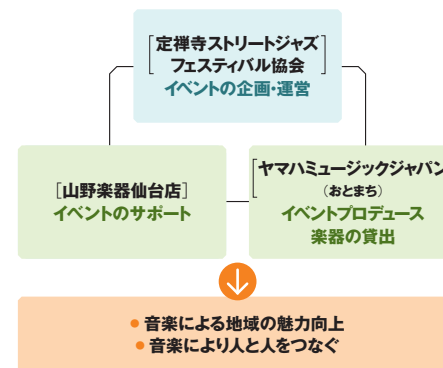 [定禅寺ストリートジャズ
フェスティバル協会]
イベントの企画・運営
[山野楽器仙台店]
イベントのサポート
[ヤマハミュージックジャパン
(おとまち)
イベントプロデュース
楽器の貸出
● 音楽による地域の魅力向上
● 音楽により人と人をつなぐ